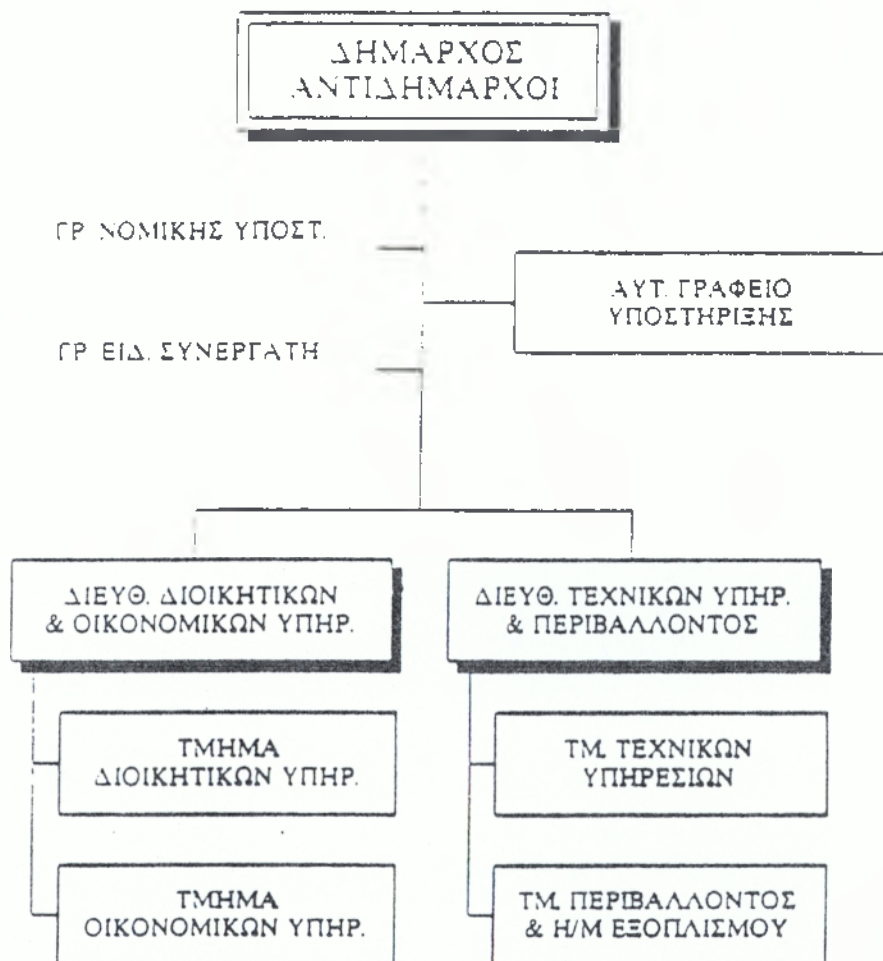 ΔΗΜΑΡΧΟΣ
ΑΝΤΙΔΗΜΑΡΧΟΙ
ΓΡ. ΝΟΜΙΚΗΣ ΥΠΟΣΤ.
ΑΥΤ. ΓΡΑΦΕΙΟ
ΥΠΟΣΤΗΡΙΞΗΣ
ΓΡ. ΕΙΔ. ΣΥΝΕΡΓΑΤΗ
ΔΙΕΥΘ. ΔΙΟΙΚΗΤΙΚΩΝ
& ΟΙΚΟΝΟΜΙΚΩΝ ΥΠΗΡ.
ΔΙΕΥΘ. ΤΕΧΝΙΚΩΝ ΥΠΗΡ.
& ΠΕΡΙΒΑΛΛΟΝΤΟΣ
ΤΜΗΜΑ
ΔΙΟΙΚΗΤΙΚΩΝ ΥΠΗΡ.
ΤΜ. ΤΕΧΝΙΚΩΝ
ΥΠΗΡΕΣΙΩΝ
ΤΜΗΜΑ
ΟΙΚΟΝΟΜΙΚΩΝ ΥΠΗΡ.
ΤΜ. ΠΕΡΙΒΑΛΛΟΝΤΟΣ
& Η/Μ ΕΞΟΠΛΙΣΜΟΥ